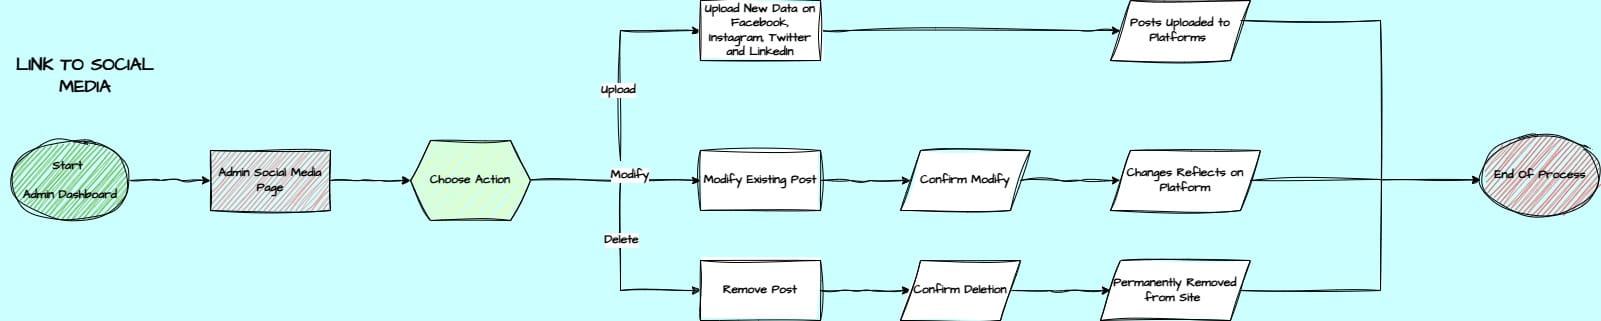 LINK TO SOCIAL
MEDIA
Start
Admin Dashboard
Admin Social Media
Page
Choose Action
Upload
Modify
Delete
Upload New Data on
Facebook,
Instagram, Twitter
and LinkedIn
Posts Uploaded to
Platforms
Modify Existing Post
Confirm Modify
Changes Reflects on
Platform
Remove Post
Confirm Deletion
Permanently Removed
from Site
End Of Process